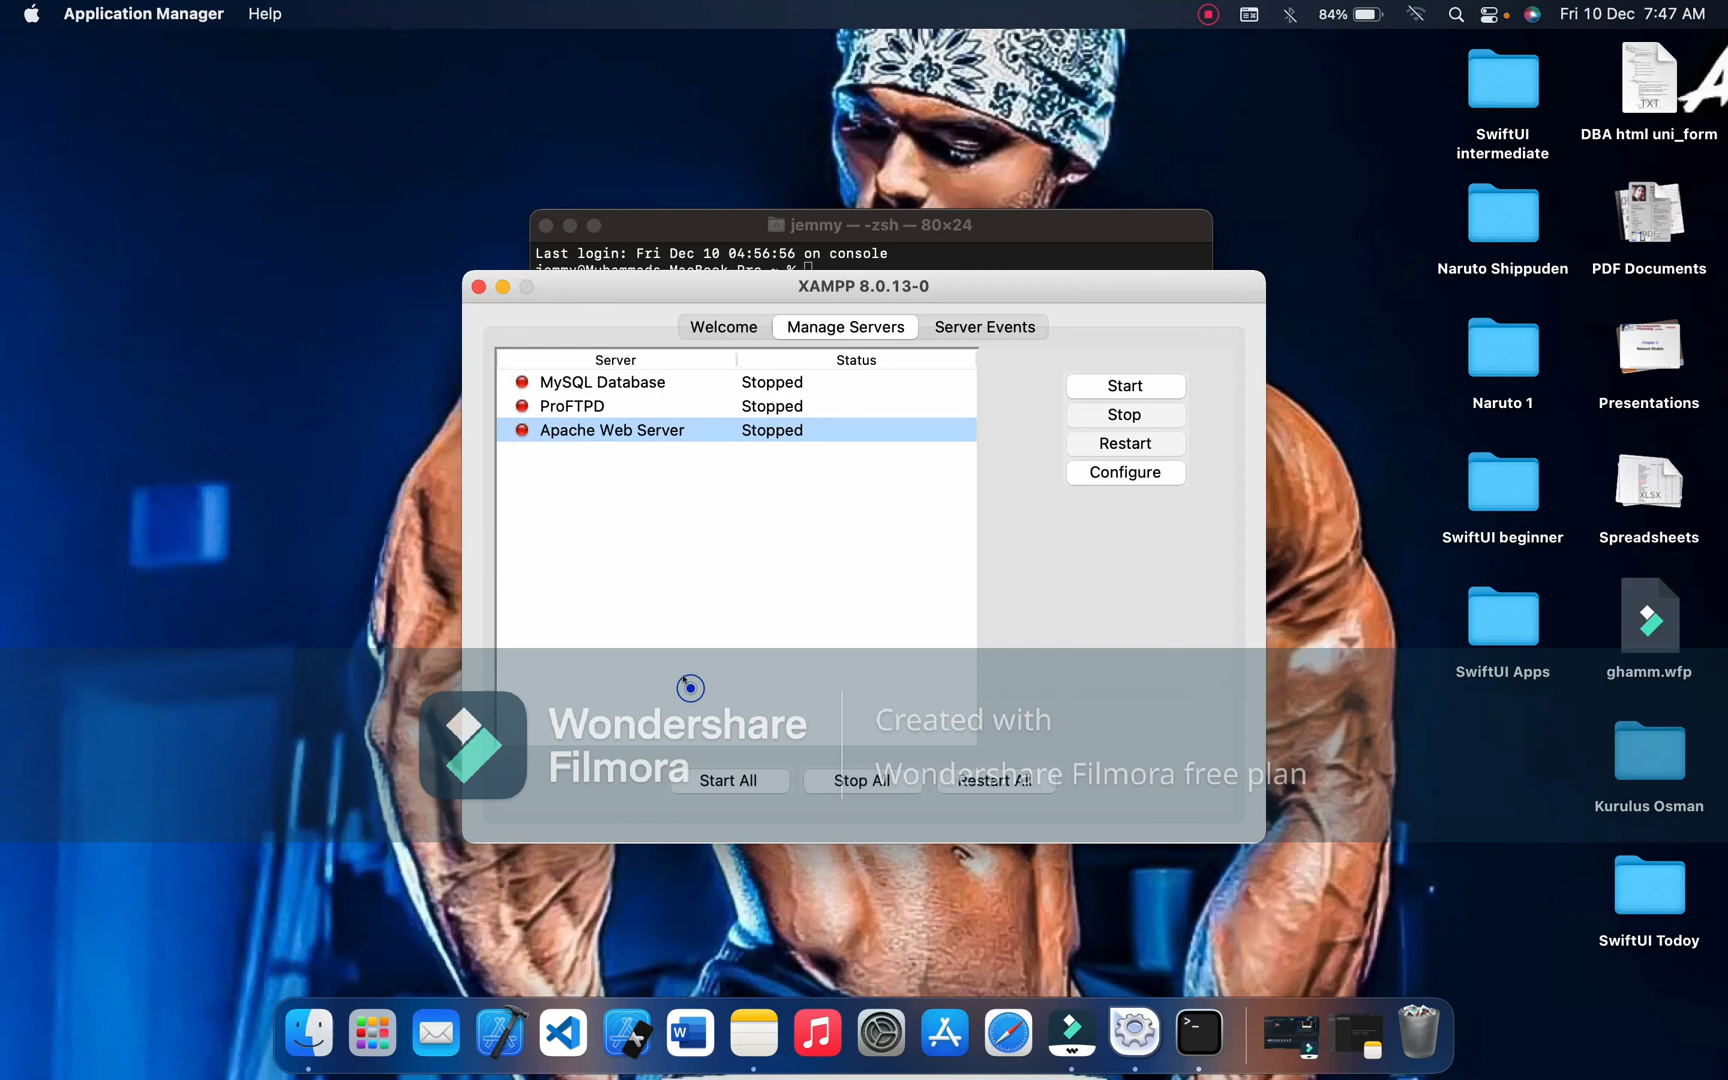 Application Manager Help
84% Fri 10 Dec 7:47 AM
SwiftUI
intermediate
TXT
DBA html uni_form
Naruto Shippuden
PDF Documents
Naruto 1
Presentations
SwiftUI beginner
XLSX
Spreadsheets
SwiftUI Apps
ghamm.wfp
Kurulus Osman
SwiftUI Todoy
jemmy — -zsh — 80×24
Last login: Fri Dec 10 04:56:56 on console
jemmy@Muhammads-MacBook-Pro ~ %
XAMPP 8.0.13-0
Welcome Manage Servers Server Events
Server Status
MySQL Database Stopped
ProFTPD Stopped
Apache Web Server Stopped
Start
Stop
Restart
Configure
Start All Stop All Restart All
Wondershare
Filmora
Created with
Wondershare Filmora free plan